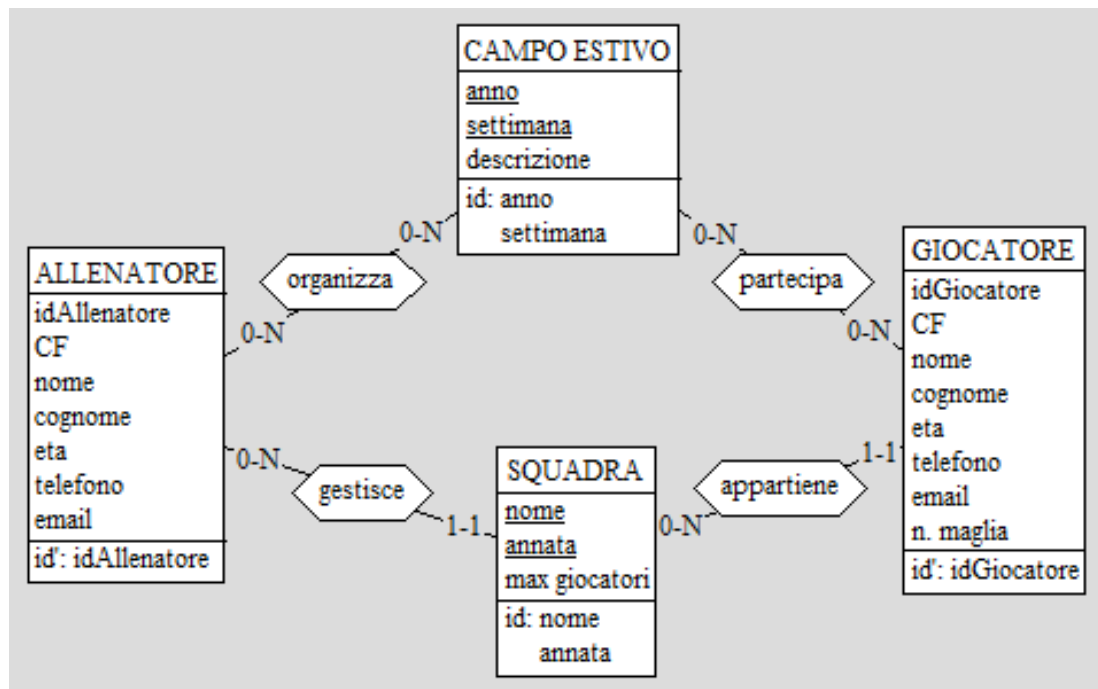 CAMPO ESTIVO
anno
settimana
descrizione
id: anno
settimana
0-N
0-N
organizza
partecipa
0-N
0-N
ALLENATORE
idAllenatore
CF
nome
cognome
eta
telefono
email
id': idAllenatore
GIOCATORE
idGiocatore
CF
nome
cognome
eta
telefono
email
n. maglia
id': idGiocatore
0-N
gestisce
1-1
SQUADRA
nome
annata
max giocatori
id: nome
annata
0-N
appartiene
1-1